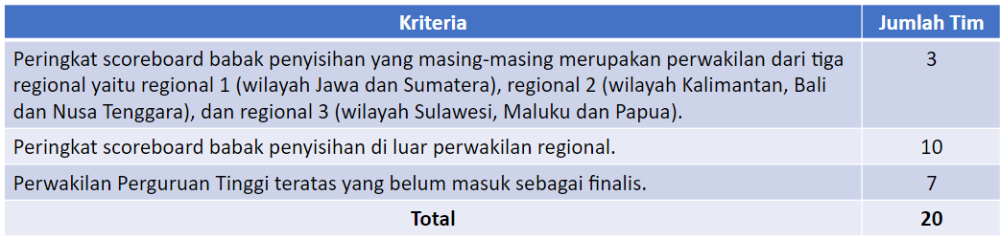 Kriteria Jumlah Tim
Peringkat scoreboard babak penyisihan yang masing-masing merupakan perwakilan dari tiga 3
regional yaitu regional 1 (wilayah Jawa dan Sumatera), regional 2 (wilayah Kalimantan, Bali
dan Nusa Tenggara), dan regional 3 (wilayah Sulawesi, Maluku dan Papua).
Peringkat scoreboard babak penyisihan di luar perwakilan regional. 10
Perwakilan Perguruan Tinggi teratas yang belum masuk sebagai finalis. 7
Total 20